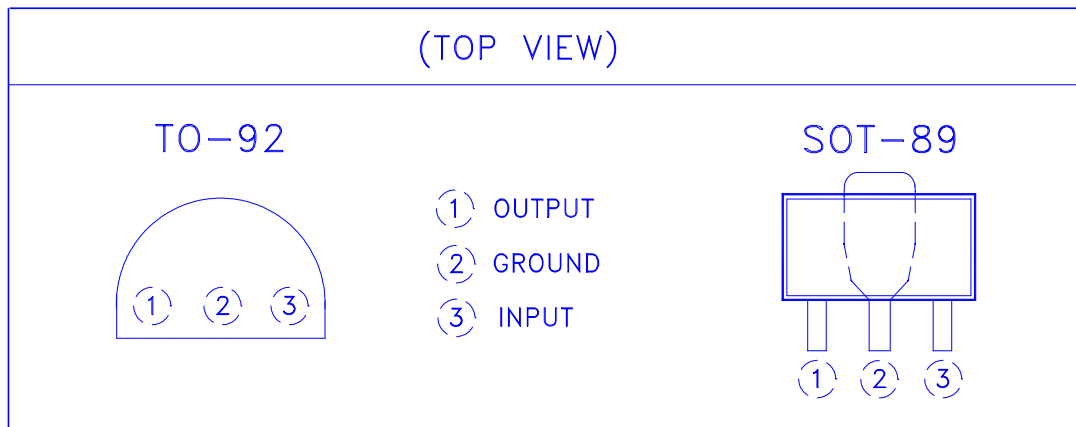 (TOP VIEW)
TO-92
SOT-89
1 OUTPUT
2 GROUND
3 INPUT
1 2 3
1 2 3